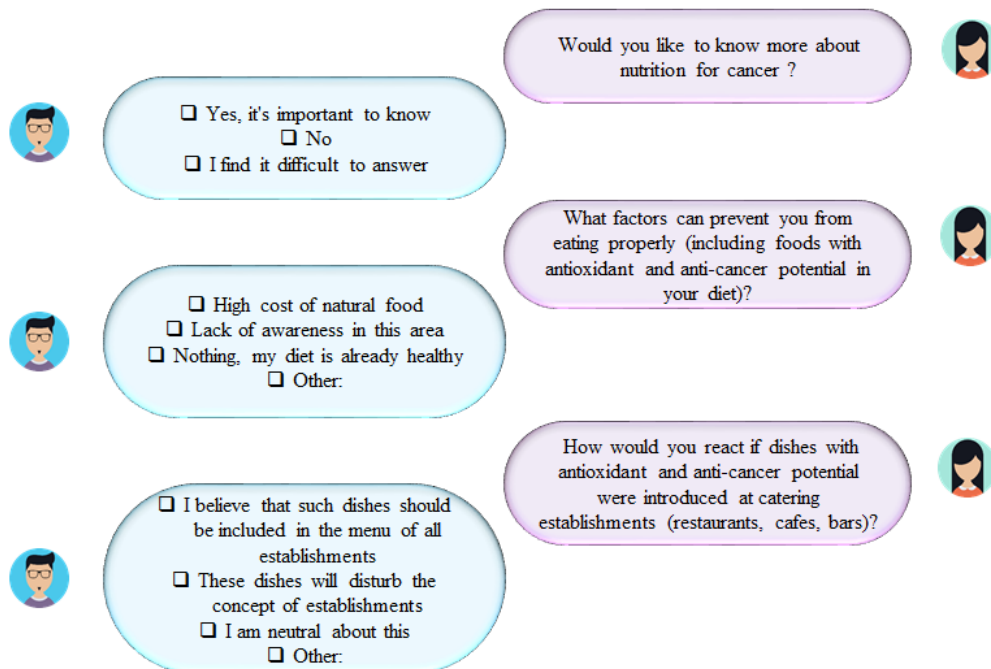 Would you like to know more about
nutrition for cancer ?
❑ Yes, it's important to know
❑ No
❑ I find it difficult to answer
What factors can prevent you from
eating properly (including foods with
antioxidant and anti-cancer potential in
your diet)?
❑ High cost of natural food
❑ Lack of awareness in this area
❑ Nothing, my diet is already healthy
❑ Other:
How would you react if dishes with
antioxidant and anti-cancer potential
were introduced at catering
establishments (restaurants, cafes, bars)?
❑ I believe that such dishes should
be included in the menu of all
establishments
❑ These dishes will disturb the
concept of establishments
❑ I am neutral about this
❑ Other: